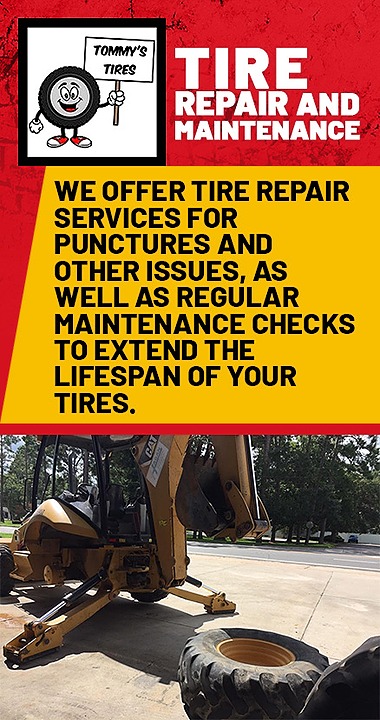 TOMMY'S
TIRES
TIRE
REPAIR AND
MAINTENANCE
WE OFFER TIRE REPAIR
SERVICES FOR
PUNCTURES AND
OTHER ISSUES, AS
WELL AS REGULAR
MAINTENANCE CHECKS
TO EXTEND THE
LIFESPAN OF YOUR
TIRES.